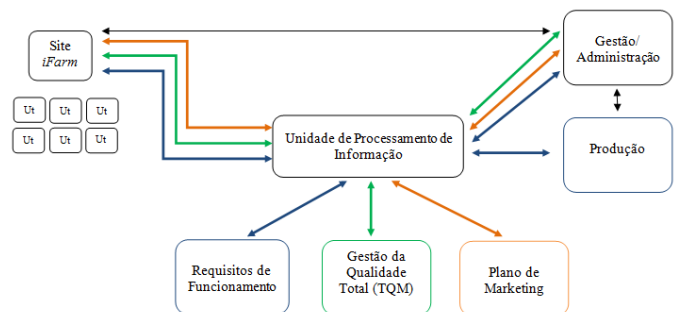 Site
iFarm
Gestão/
Administração
Ut
Ut
Ut
Ut
Ut
Ut
Unidade de Processamento de
Informação
Produção
Requisitos de
Funcionamento
Gestão da
Qualidade
Total (TQM)
Plano de
Marketing